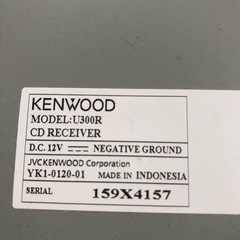 KENWOOD
MODEL:U300R
CD RECEIVER
D.C. 12V ⎓ NEGATIVE GROUND
JVCKENWOOD Corporation
YK1-0120-01 MADE IN INDONESIA
SERIAL 159X4157